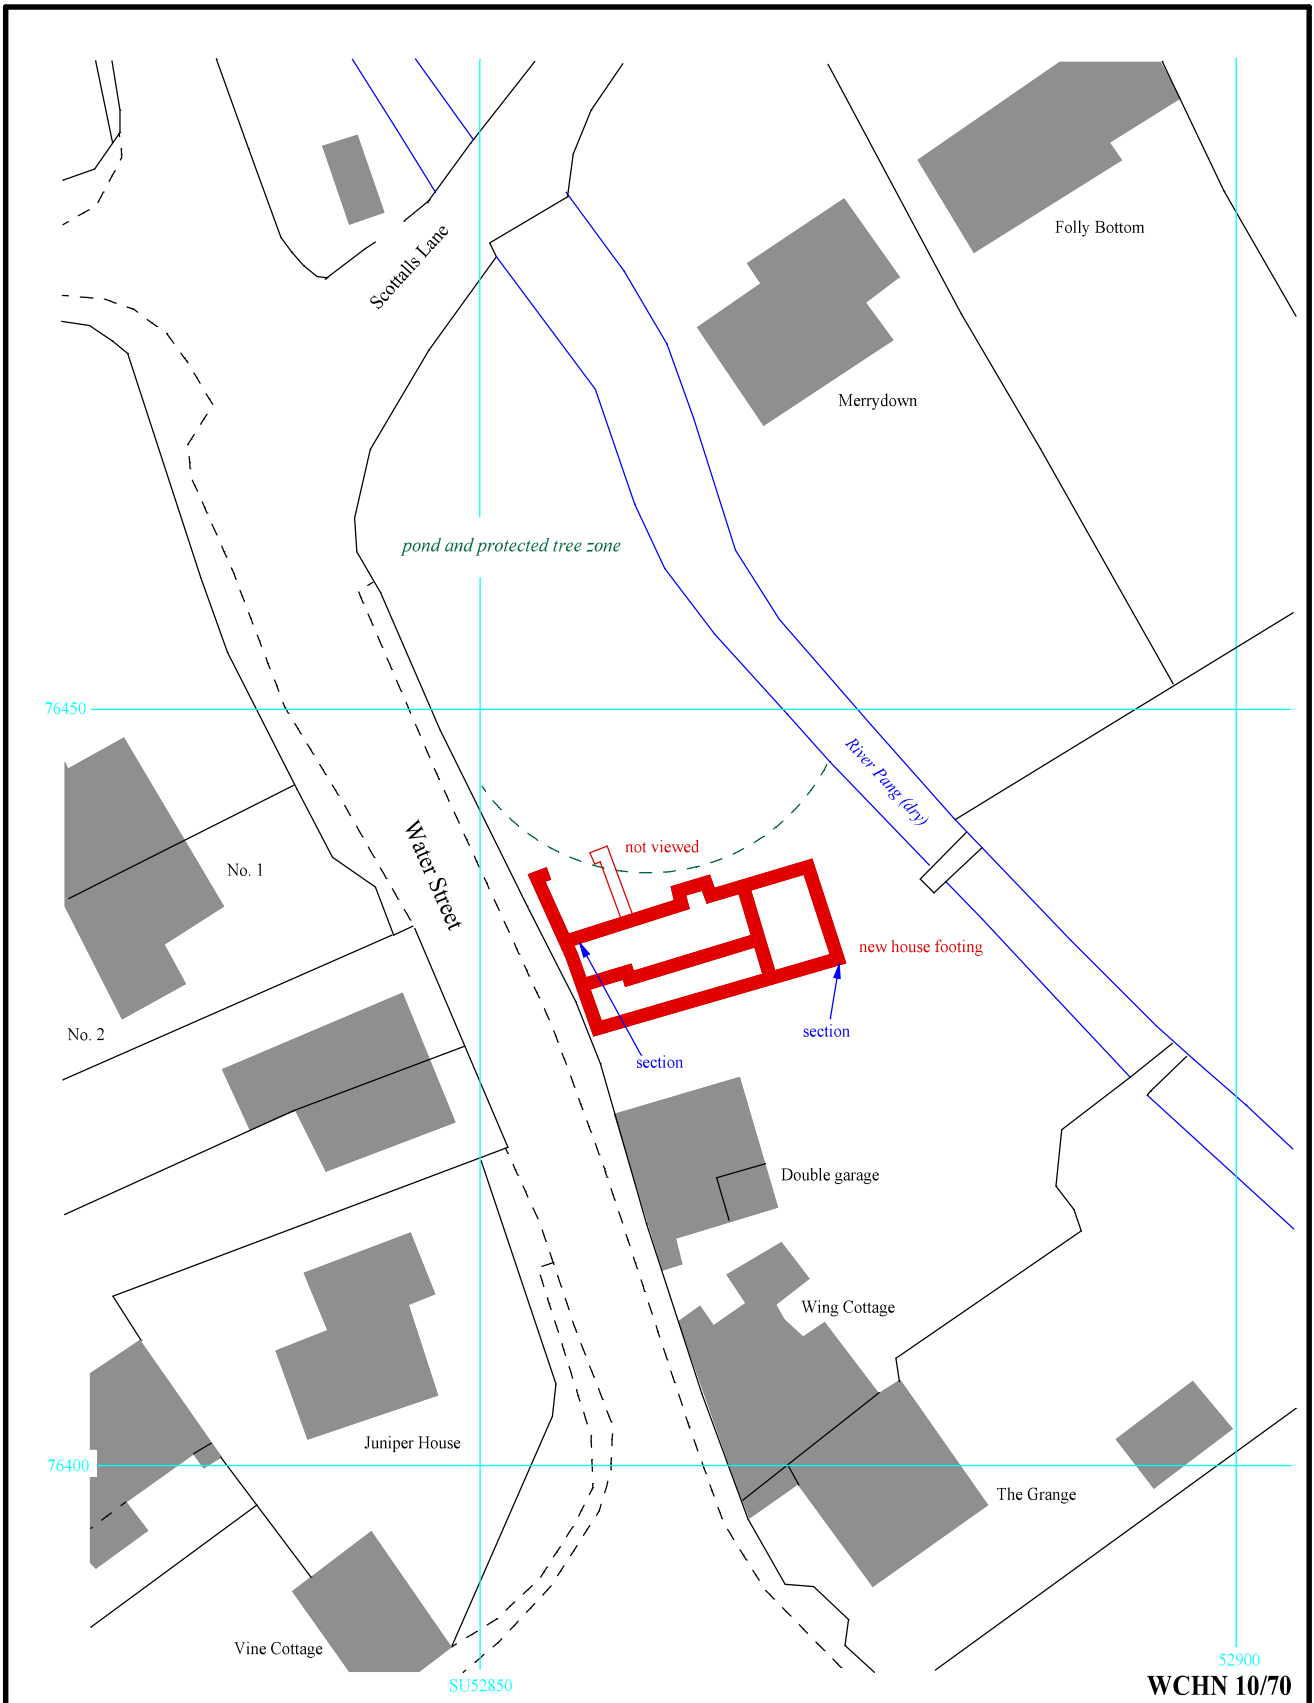 Folly Bottom
Scottalls Lane
Merrydown
pond and protected tree zone
76450
River Pang (dry)
Water Street
not viewed
No. 1
new house footing
section
No. 2
section
Double garage
Wing Cottage
Juniper House
76400
The Grange
Vine Cottage
52900
SU52850
WCHN 10/70